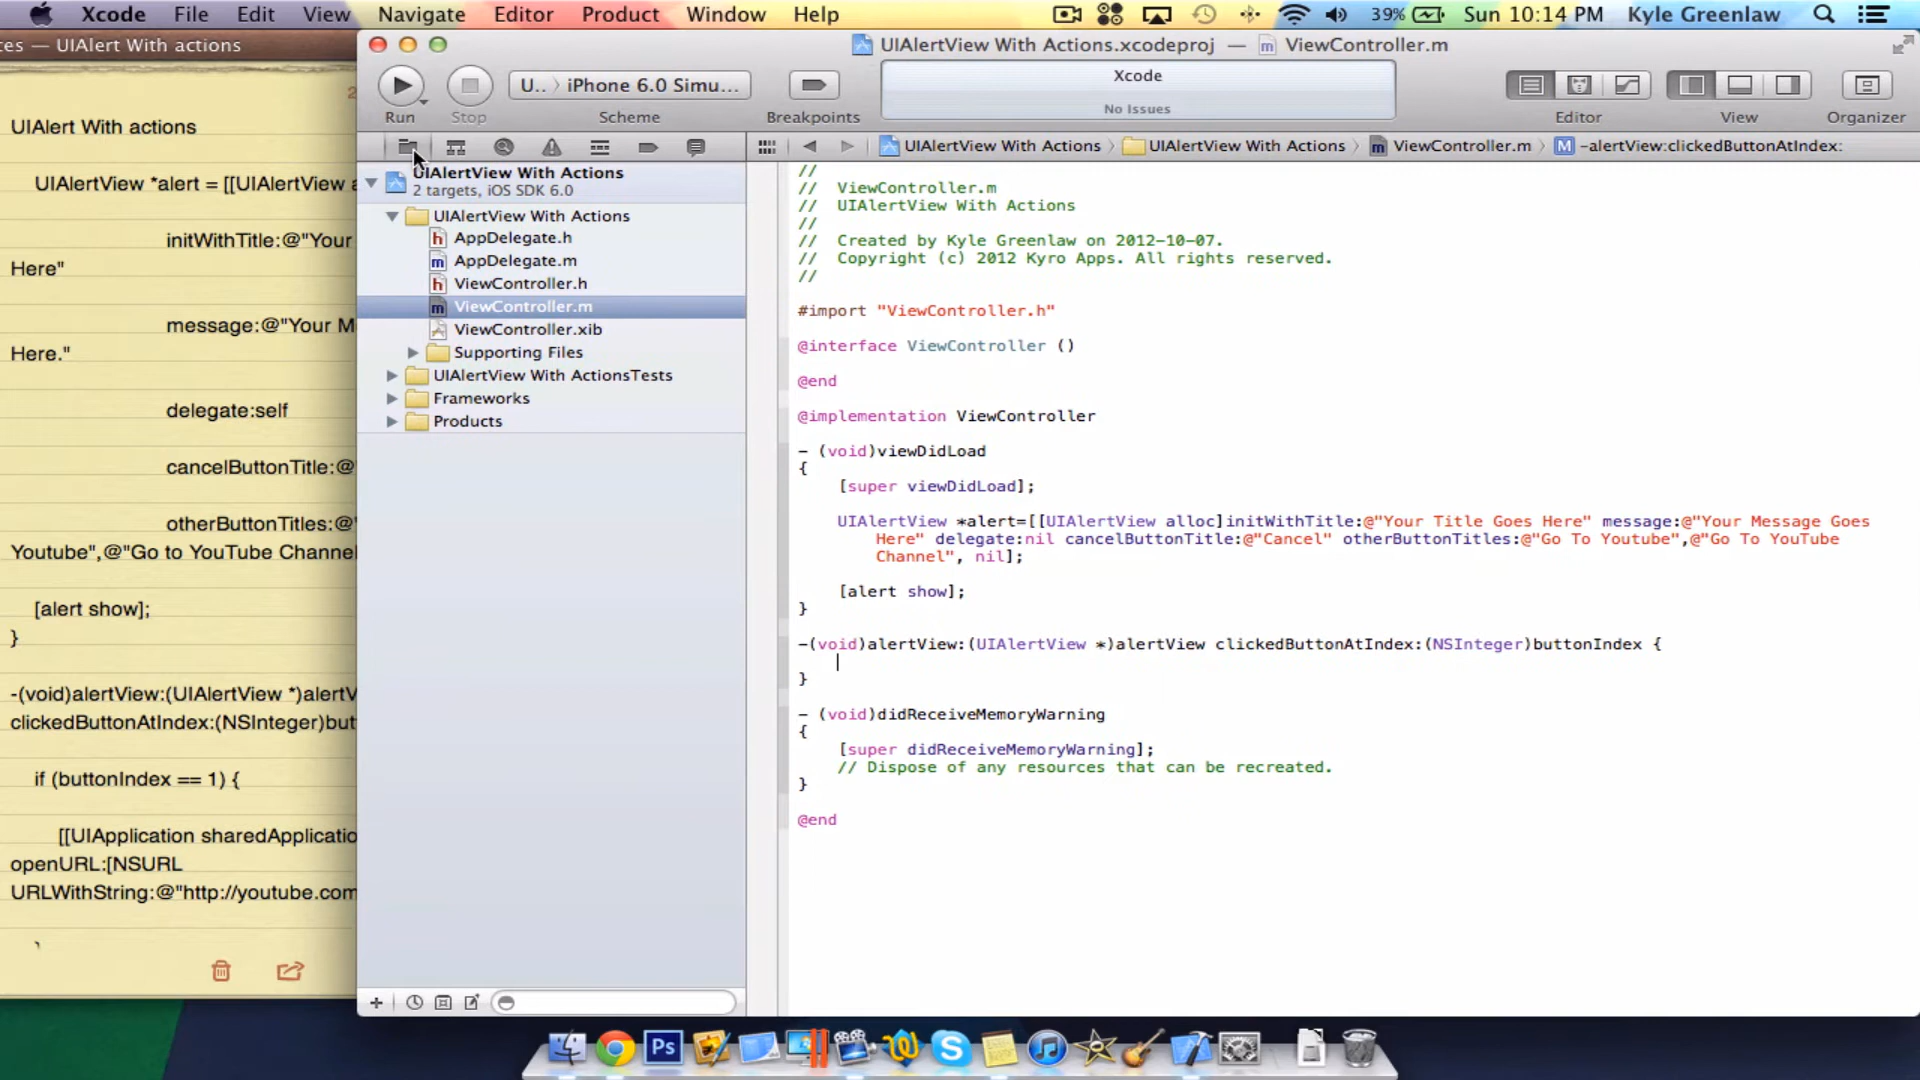 Xcode File Edit View Navigate Editor Product Window Help 39% Sun 10:14 PM Kyle Greenlaw
es — UIAlert With actions
UIAlertView With Actions.xcodeproj — ViewController.m
U.. iPhone 6.0 Simu...
Xcode
No Issues
Run Stop Scheme Breakpoints Editor View Organizer
UIAlertView With Actions UIAlertView With Actions ViewController.m -alertView:clickedButtonAtIndex:
UIAlert With actions
UIAlertView *alert = [[UIAlertView a
initWithTitle:@"Your
Here"
message:@"Your M
Here."
delegate:self
cancelButtonTitle:@"
otherButtonTitles:@"
Youtube",@"Go to YouTube Channel
[alert show];
}
-(void)alertView:(UIAlertView *)alertV
clickedButtonAtIndex:(NSInteger)but
if (buttonIndex == 1) {
[[UIApplication sharedApplicatio
openURL:[NSURL
URLWithString:@"http://youtube.com
UIAlertView With Actions
2 targets, iOS SDK 6.0
UIAlertView With Actions
AppDelegate.h
AppDelegate.m
ViewController.h
ViewController.m
ViewController.xib
Supporting Files
UIAlertView With ActionsTests
Frameworks
Products
//
//  ViewController.m
//  UIAlertView With Actions
//
//  Created by Kyle Greenlaw on 2012-10-07.
//  Copyright (c) 2012 Kyro Apps. All rights reserved.
//
#import "ViewController.h"
@interface ViewController ()
@end
@implementation ViewController
- (void)viewDidLoad
{
[super viewDidLoad];
UIAlertView *alert=[[UIAlertView alloc]initWithTitle:@"Your Title Goes Here" message:@"Your Message Goes
Here" delegate:nil cancelButtonTitle:@"Cancel" otherButtonTitles:@"Go To Youtube",@"Go To YouTube
Channel", nil];
[alert show];
}
-(void)alertView:(UIAlertView *)alertView clickedButtonAtIndex:(NSInteger)buttonIndex {
}
- (void)didReceiveMemoryWarning
{
[super didReceiveMemoryWarning];
// Dispose of any resources that can be recreated.
}
@end
Ps